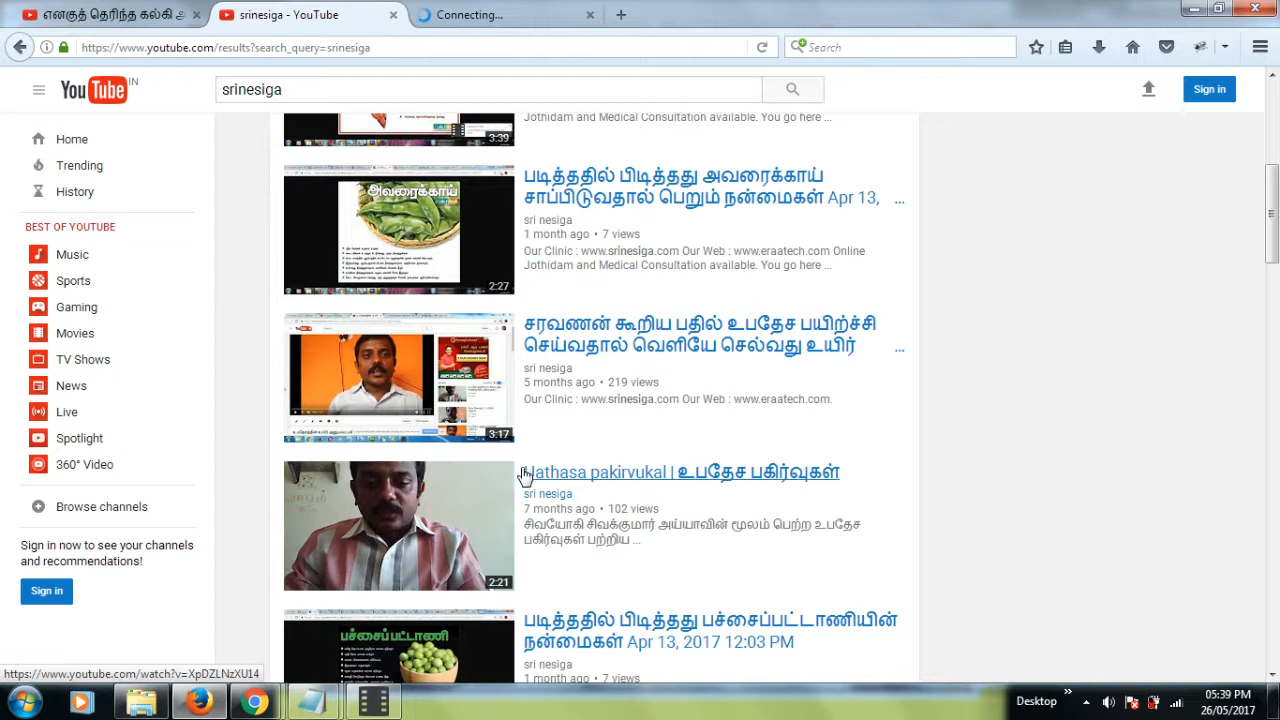 எனகுத் தெரிந்த கல்வி அ
srinesiga - YouTube
Connecting...
https://www.youtube.com/results?search_query=srinesiga
Search
YouTube IN
srinesiga
Sign in
Home
Trending
History
BEST OF YOUTUBE
Music
Sports
Gaming
Movies
TV Shows
News
Live
Spotlight
360° Video
Browse channels
Sign in now to see your channels
and recommendations!
Sign in
Jothidam and Medical Consultation available. You go here ...
3:39
அவரைக்காய்
2:27
படித்ததில் பிடித்தது அவரைக்காய்
சாப்பிடுவதால் பெறும் நன்மைகள் Apr 13, ...
sri nesiga
1 month ago • 7 views
Our Clinic : www.srinesiga.com Our Web : www.eraatech.com Online
Jothidam and Medical Consultation available. You go here ...
3:17
சரவணன் கூறிய பதில் உபதேச பயிற்ச்சி
செய்வதால் வெளியே செல்வது உயிர் ...
sri nesiga
5 months ago • 219 views
Our Clinic : www.srinesiga.com Our Web : www.eraatech.com.
2:21
pakirvukal | உபதேச பகிர்வுகள்
sri nesiga
7 months ago • 102 views
சிவயோகி சிவக்குமார் அய்யாவின் மூலம் பெற்ற உபதேச
பகிர்வுகள் பற்றிய ...
பச்சைப்பட்டாணி
படித்ததில் பிடித்தது பச்சைப்பட்டாணியின்
நன்மைகள் Apr 13, 2017 12:03 PM
sri nesiga
1 month ago • 7 views
https://www.youtube.com/watch?v=XpDZLNzXU14
Desktop
05:39 PM
26/05/2017